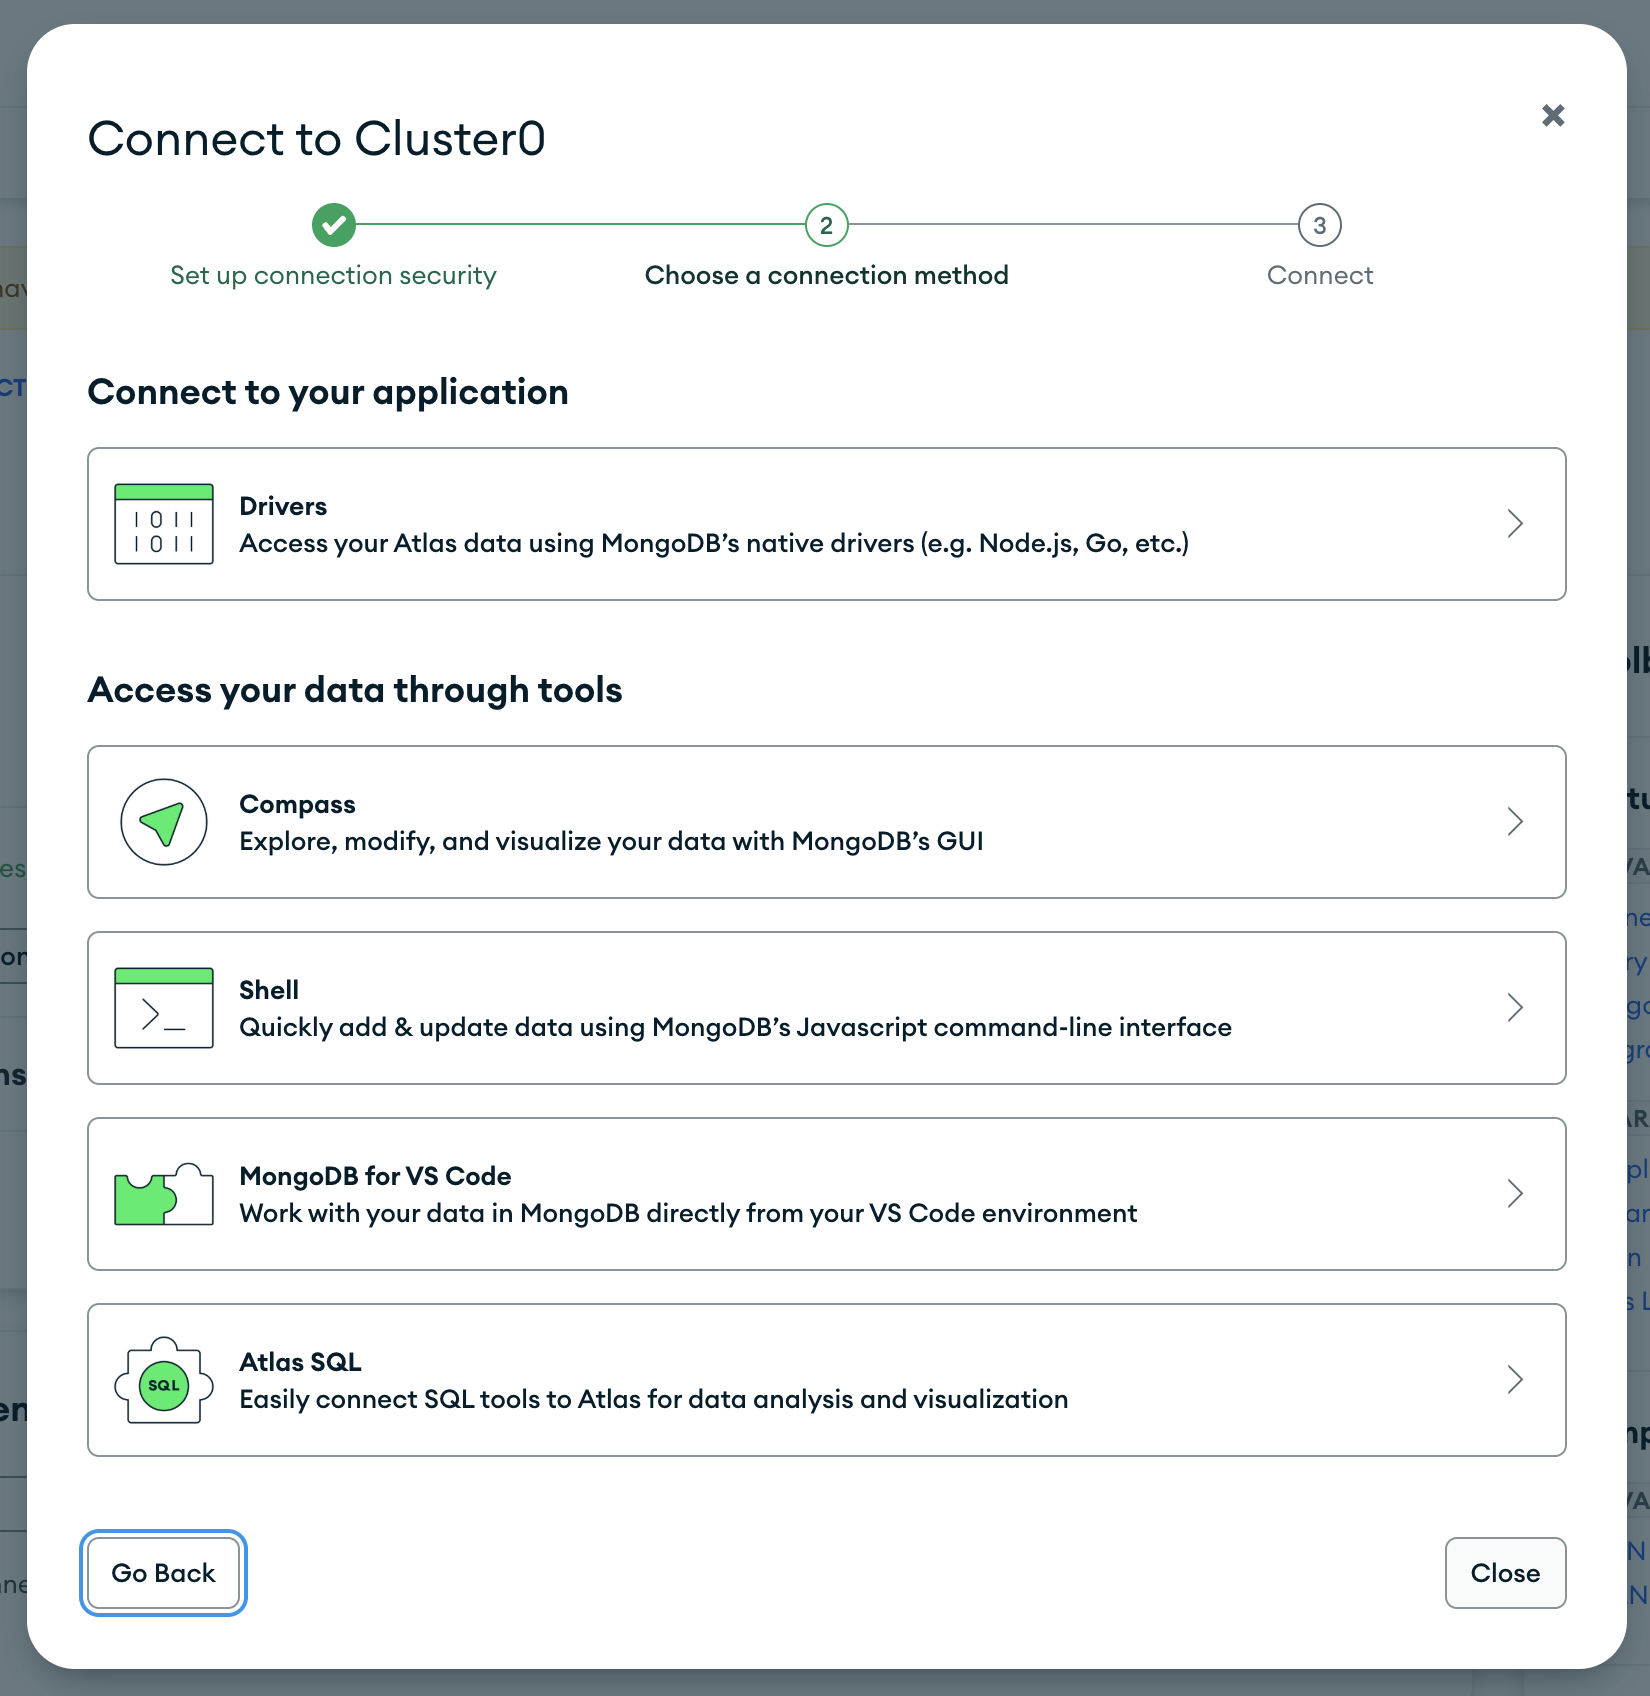 Connect to Cluster0
2
3
Set up connection security
Choose a connection method
Connect
Connect to your application
1011
1011
Drivers
Access your Atlas data using MongoDB’s native drivers (e.g. Node.js, Go, etc.)
Access your data through tools
Compass
Explore, modify, and visualize your data with MongoDB’s GUI
Shell
Quickly add & update data using MongoDB’s Javascript command-line interface
MongoDB for VS Code
Work with your data in MongoDB directly from your VS Code environment
SQL
Atlas SQL
Easily connect SQL tools to Atlas for data analysis and visualization
Go Back
Close